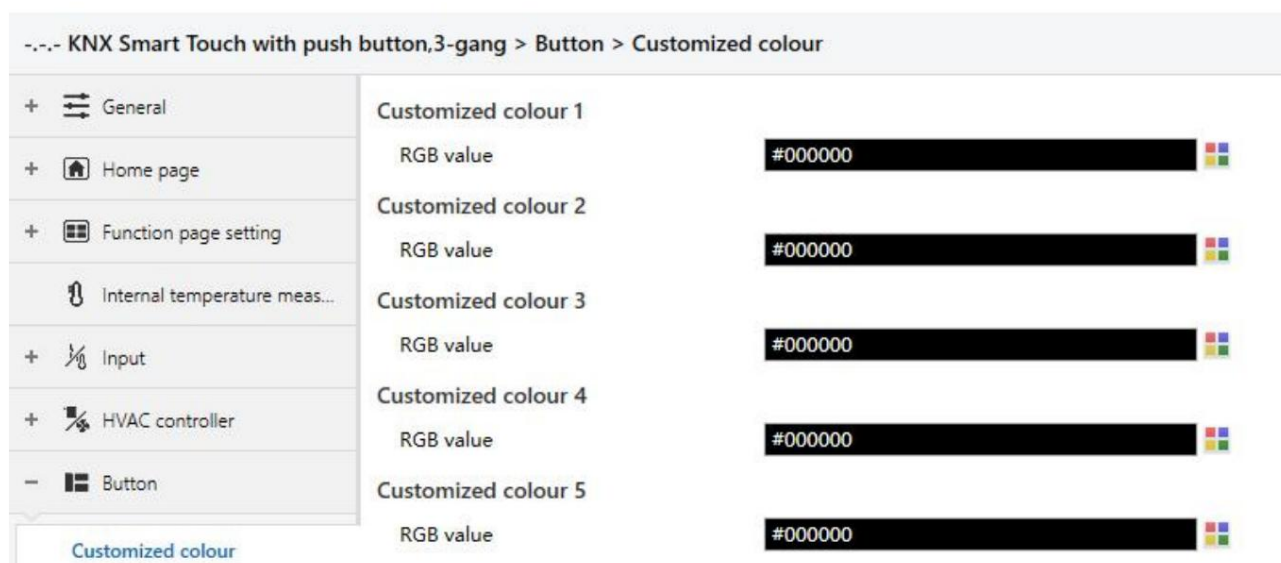 -.-.- KNX Smart Touch with push button,3-gang > Button > Customized colour
+ General
+ Home page
+ Function page setting
Internal temperature meas...
+ Input
+ HVAC controller
− Button
Customized colour
Customized colour 1
RGB value #000000
Customized colour 2
RGB value #000000
Customized colour 3
RGB value #000000
Customized colour 4
RGB value #000000
Customized colour 5
RGB value #000000